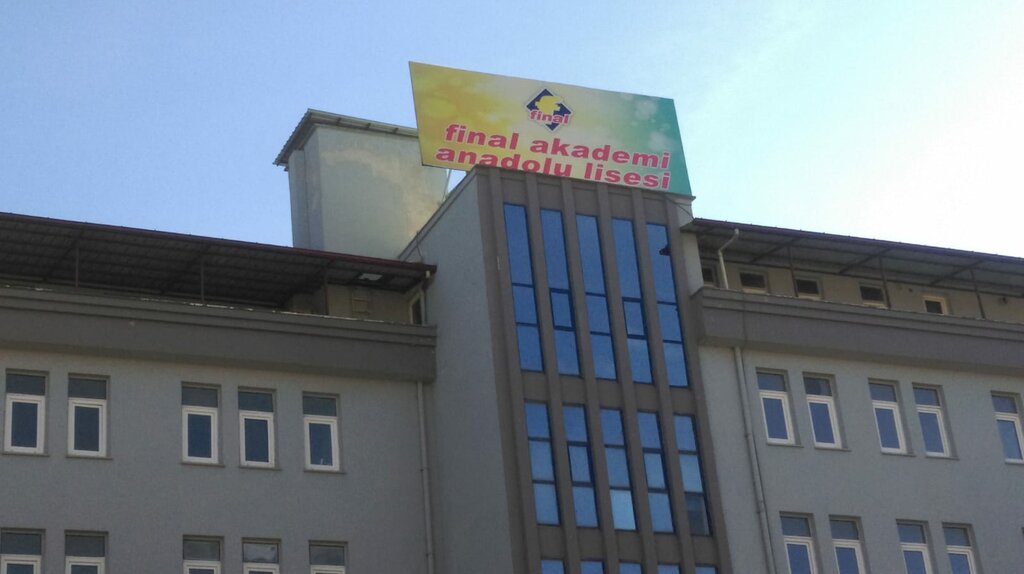 final
final akademi
anadolu lisesi